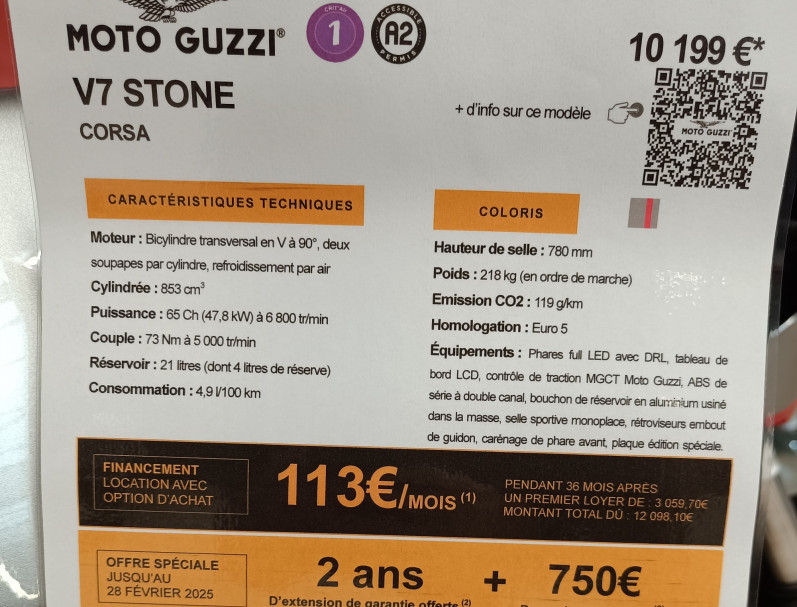 MOTO GUZZI®
CRIT'AIR
1
ACCESSIBLE
A2
PERMIS
10 199 €*
V7 STONE
CORSA
+ d'info sur ce modèle
MOTO GUZZI
CARACTÉRISTIQUES TECHNIQUES
Moteur : Bicylindre transversal en V à 90°, deux
soupapes par cylindre, refroidissement par air
Cylindrée : 853 cm³
Puissance : 65 Ch (47,8 kW) à 6 800 tr/min
Couple : 73 Nm à 5 000 tr/min
Réservoir : 21 litres (dont 4 litres de réserve)
Consommation : 4,9 l/100 km
COLORIS
Hauteur de selle : 780 mm
Poids : 218 kg (en ordre de marche)
Emission CO2 : 119 g/km
Homologation : Euro 5
Équipements : Phares full LED avec DRL, tableau de
bord LCD, contrôle de traction MGCT Moto Guzzi, ABS de
série à double canal, bouchon de réservoir en aluminium usiné
dans la masse, selle sportive monoplace, rétroviseurs embout
de guidon, carénage de phare avant, plaque édition spéciale.
FINANCEMENT
LOCATION AVEC
OPTION D'ACHAT
113€/MOIS (1)
PENDANT 36 MOIS APRÈS
UN PREMIER LOYER DE : 3 059,70€
MONTANT TOTAL DÛ : 12 098,10€
OFFRE SPÉCIALE
JUSQU'AU
28 FÉVRIER 2025
2 ans
D'extension de garantie offerte (2)
+
750€